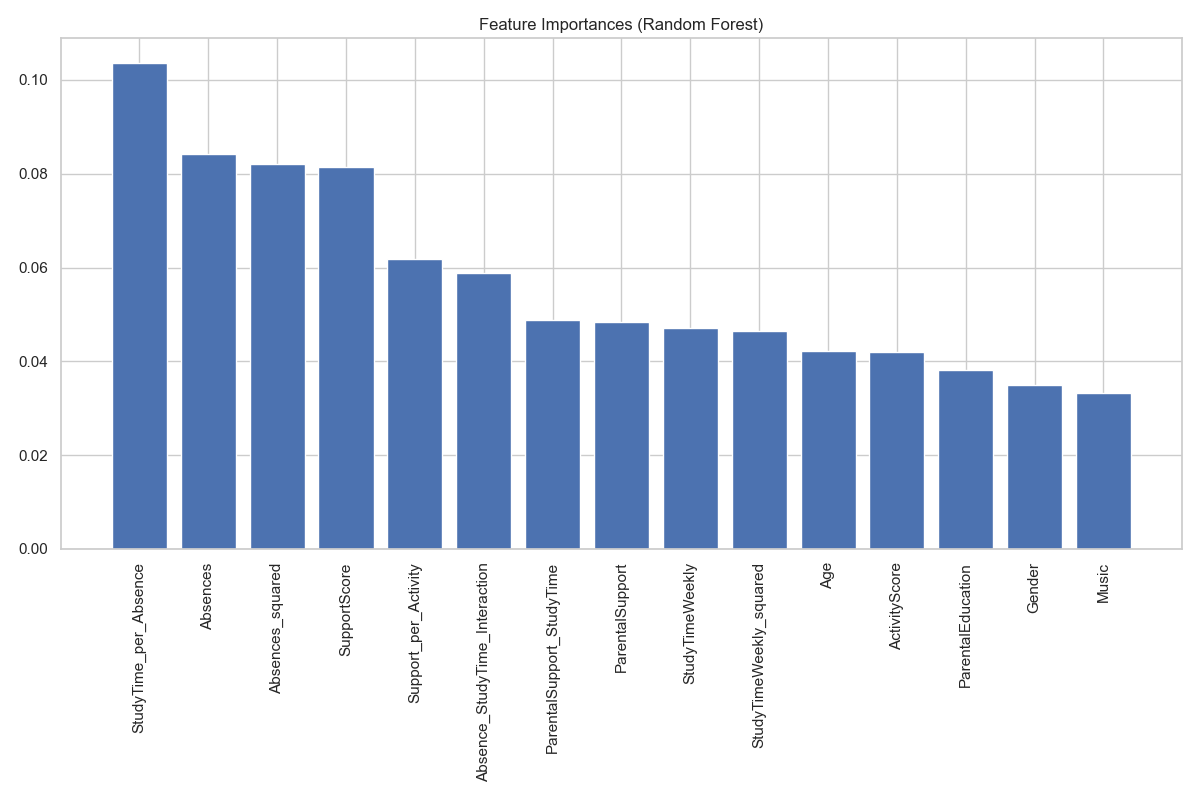 Feature Importances (Random Forest)
0.10
0.08
0.06
0.04
0.02
0.00
StudyTime_per_Absence
Absences
Absences_squared
SupportScore
Support_per_Activity
Absence_StudyTime_Interaction
ParentalSupport_StudyTime
ParentalSupport
StudyTimeWeekly
StudyTimeWeekly_squared
Age
ActivityScore
ParentalEducation
Gender
Music